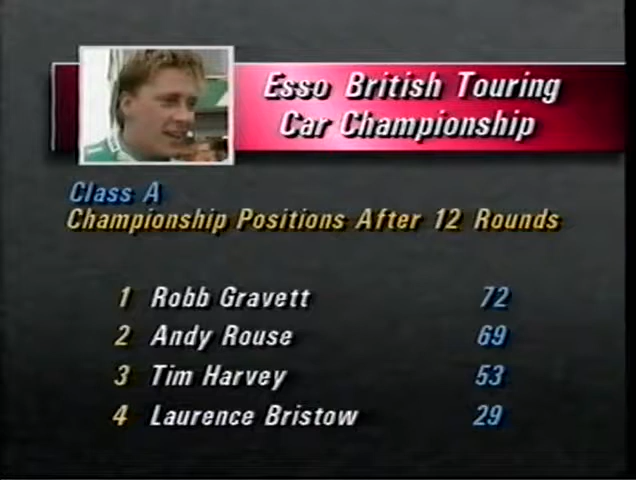 Esso British Touring
Car Championship
Class A
Championship Positions After 12 Rounds
1 Robb Gravett 72
2 Andy Rouse 69
3 Tim Harvey 53
4 Laurence Bristow 29